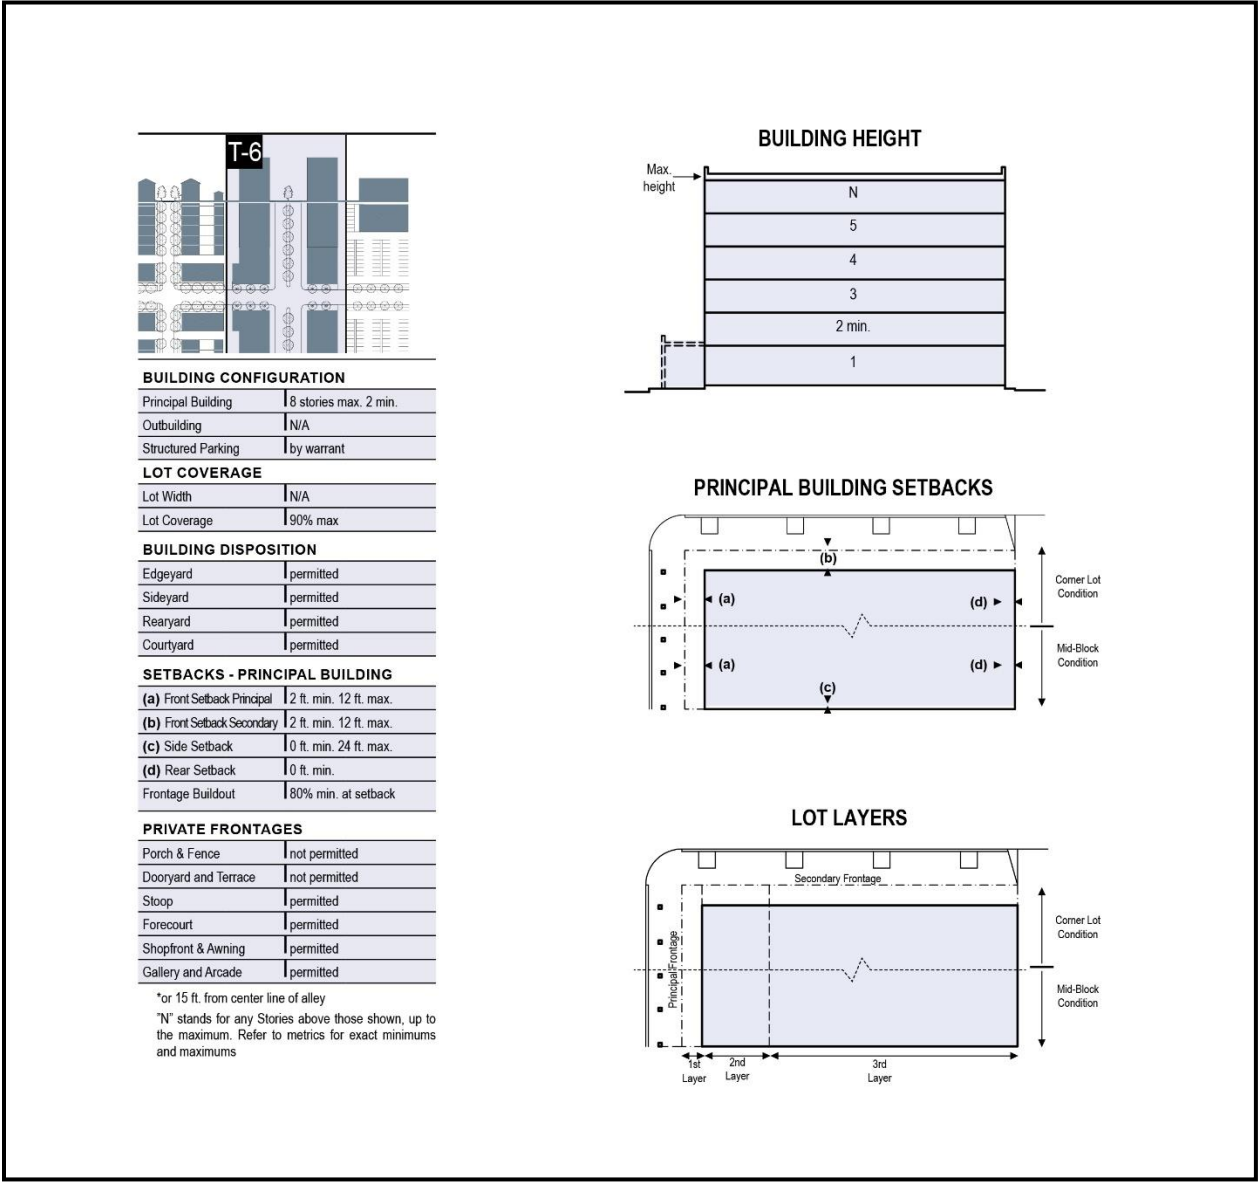 T-6
BUILDING CONFIGURATION
Principal Building 8 stories max. 2 min.
Outbuilding N/A
Structured Parking by warrant
LOT COVERAGE
Lot Width N/A
Lot Coverage 90% max
BUILDING DISPOSITION
Edgeyard permitted
Sideyard permitted
Rearyard permitted
Courtyard permitted
SETBACKS - PRINCIPAL BUILDING
(a) Front Setback Principal 2 ft. min. 12 ft. max.
(b) Front Setback Secondary 2 ft. min. 12 ft. max.
(c) Side Setback 0 ft. min. 24 ft. max.
(d) Rear Setback 0 ft. min.
Frontage Buildout 80% min. at setback
PRIVATE FRONTAGES
Porch & Fence not permitted
Dooryard and Terrace not permitted
Stoop permitted
Forecourt permitted
Shopfront & Awning permitted
Gallery and Arcade permitted
*or 15 ft. from center line of alley
"N" stands for any Stories above those shown, up to
the maximum. Refer to metrics for exact minimums
and maximums
BUILDING HEIGHT
Max.
height
N
5
4
3
2 min.
1
PRINCIPAL BUILDING SETBACKS
(b)
(a)
(d)
Corner Lot
Condition
(a)
(d)
Mid-Block
Condition
(c)
LOT LAYERS
Secondary Frontage
Principal Frontage
Corner Lot
Condition
Mid-Block
Condition
1st
Layer
2nd
Layer
3rd
Layer